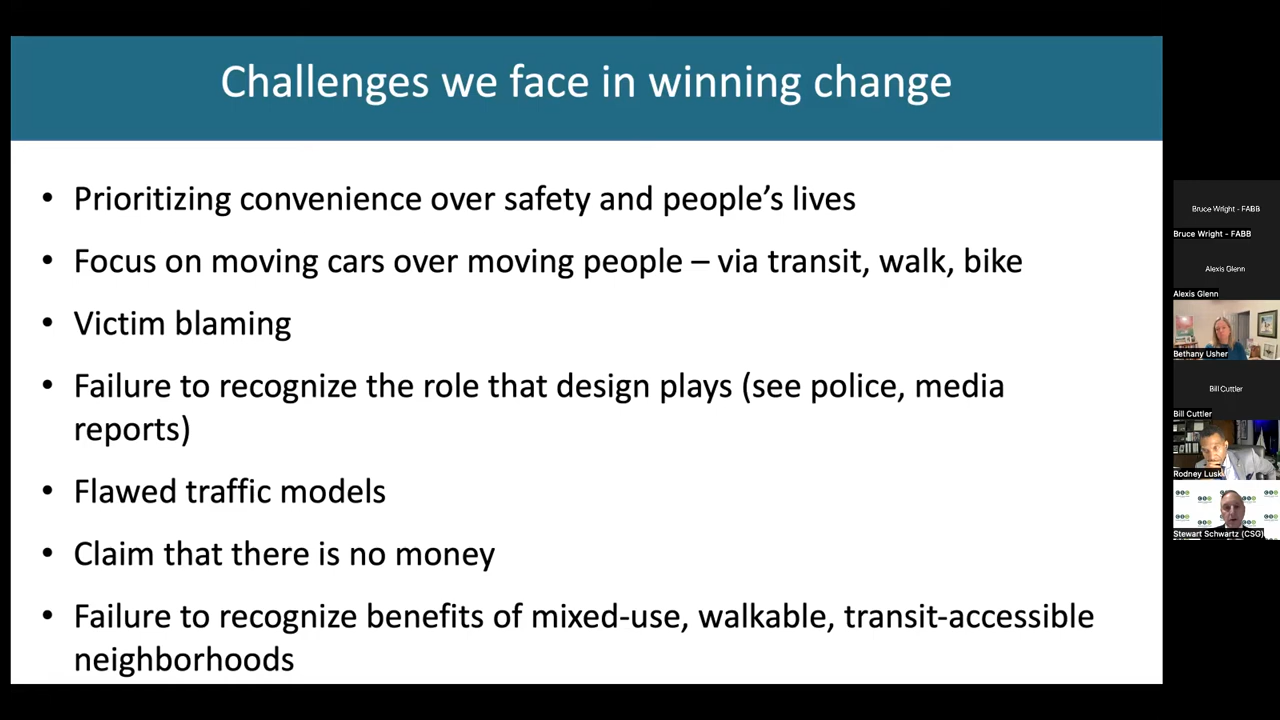 Challenges we face in winning change
• Prioritizing convenience over safety and people’s lives
• Focus on moving cars over moving people – via transit, walk, bike
• Victim blaming
• Failure to recognize the role that design plays (see police, media
reports)
• Flawed traffic models
• Claim that there is no money
• Failure to recognize benefits of mixed-use, walkable, transit-accessible
neighborhoods
Bruce Wright - FABB
Bruce Wright - FABB
Alexis Glenn
Alexis Glenn
Bethany Usher
Bill Cuttler
Bill Cuttler
Rodney Lusk
Stewart Schwartz (CSG)